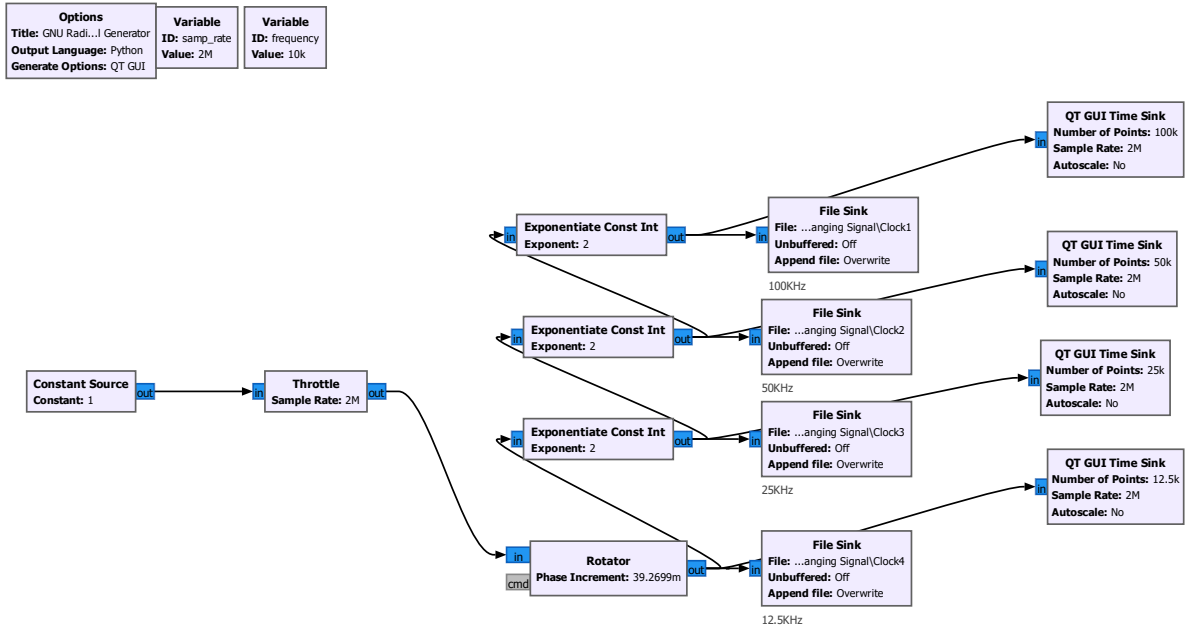 Options
Title: GNU Radi...l Generator
Output Language: Python
Generate Options: QT GUI
Variable
ID: samp_rate
Value: 2M
Variable
ID: frequency
Value: 10k
QT GUI Time Sink
Number of Points: 100k
Sample Rate: 2M
Autoscale: No
in
Exponentiate Const Int
Exponent: 2
in
out
File Sink
File: ...anging Signal\Clock1
Unbuffered: Off
Append file: Overwrite
in
100KHz
QT GUI Time Sink
Number of Points: 50k
Sample Rate: 2M
Autoscale: No
in
Exponentiate Const Int
Exponent: 2
in
out
File Sink
File: ...anging Signal\Clock2
Unbuffered: Off
Append file: Overwrite
in
50KHz
QT GUI Time Sink
Number of Points: 25k
Sample Rate: 2M
Autoscale: No
in
Constant Source
Constant: 1
out
Throttle
Sample Rate: 2M
in
out
Exponentiate Const Int
Exponent: 2
in
out
File Sink
File: ...anging Signal\Clock3
Unbuffered: Off
Append file: Overwrite
in
25KHz
QT GUI Time Sink
Number of Points: 12.5k
Sample Rate: 2M
Autoscale: No
in
Rotator
Phase Increment: 39.2699m
in
cmd
out
File Sink
File: ...anging Signal\Clock4
Unbuffered: Off
Append file: Overwrite
in
12.5KHz